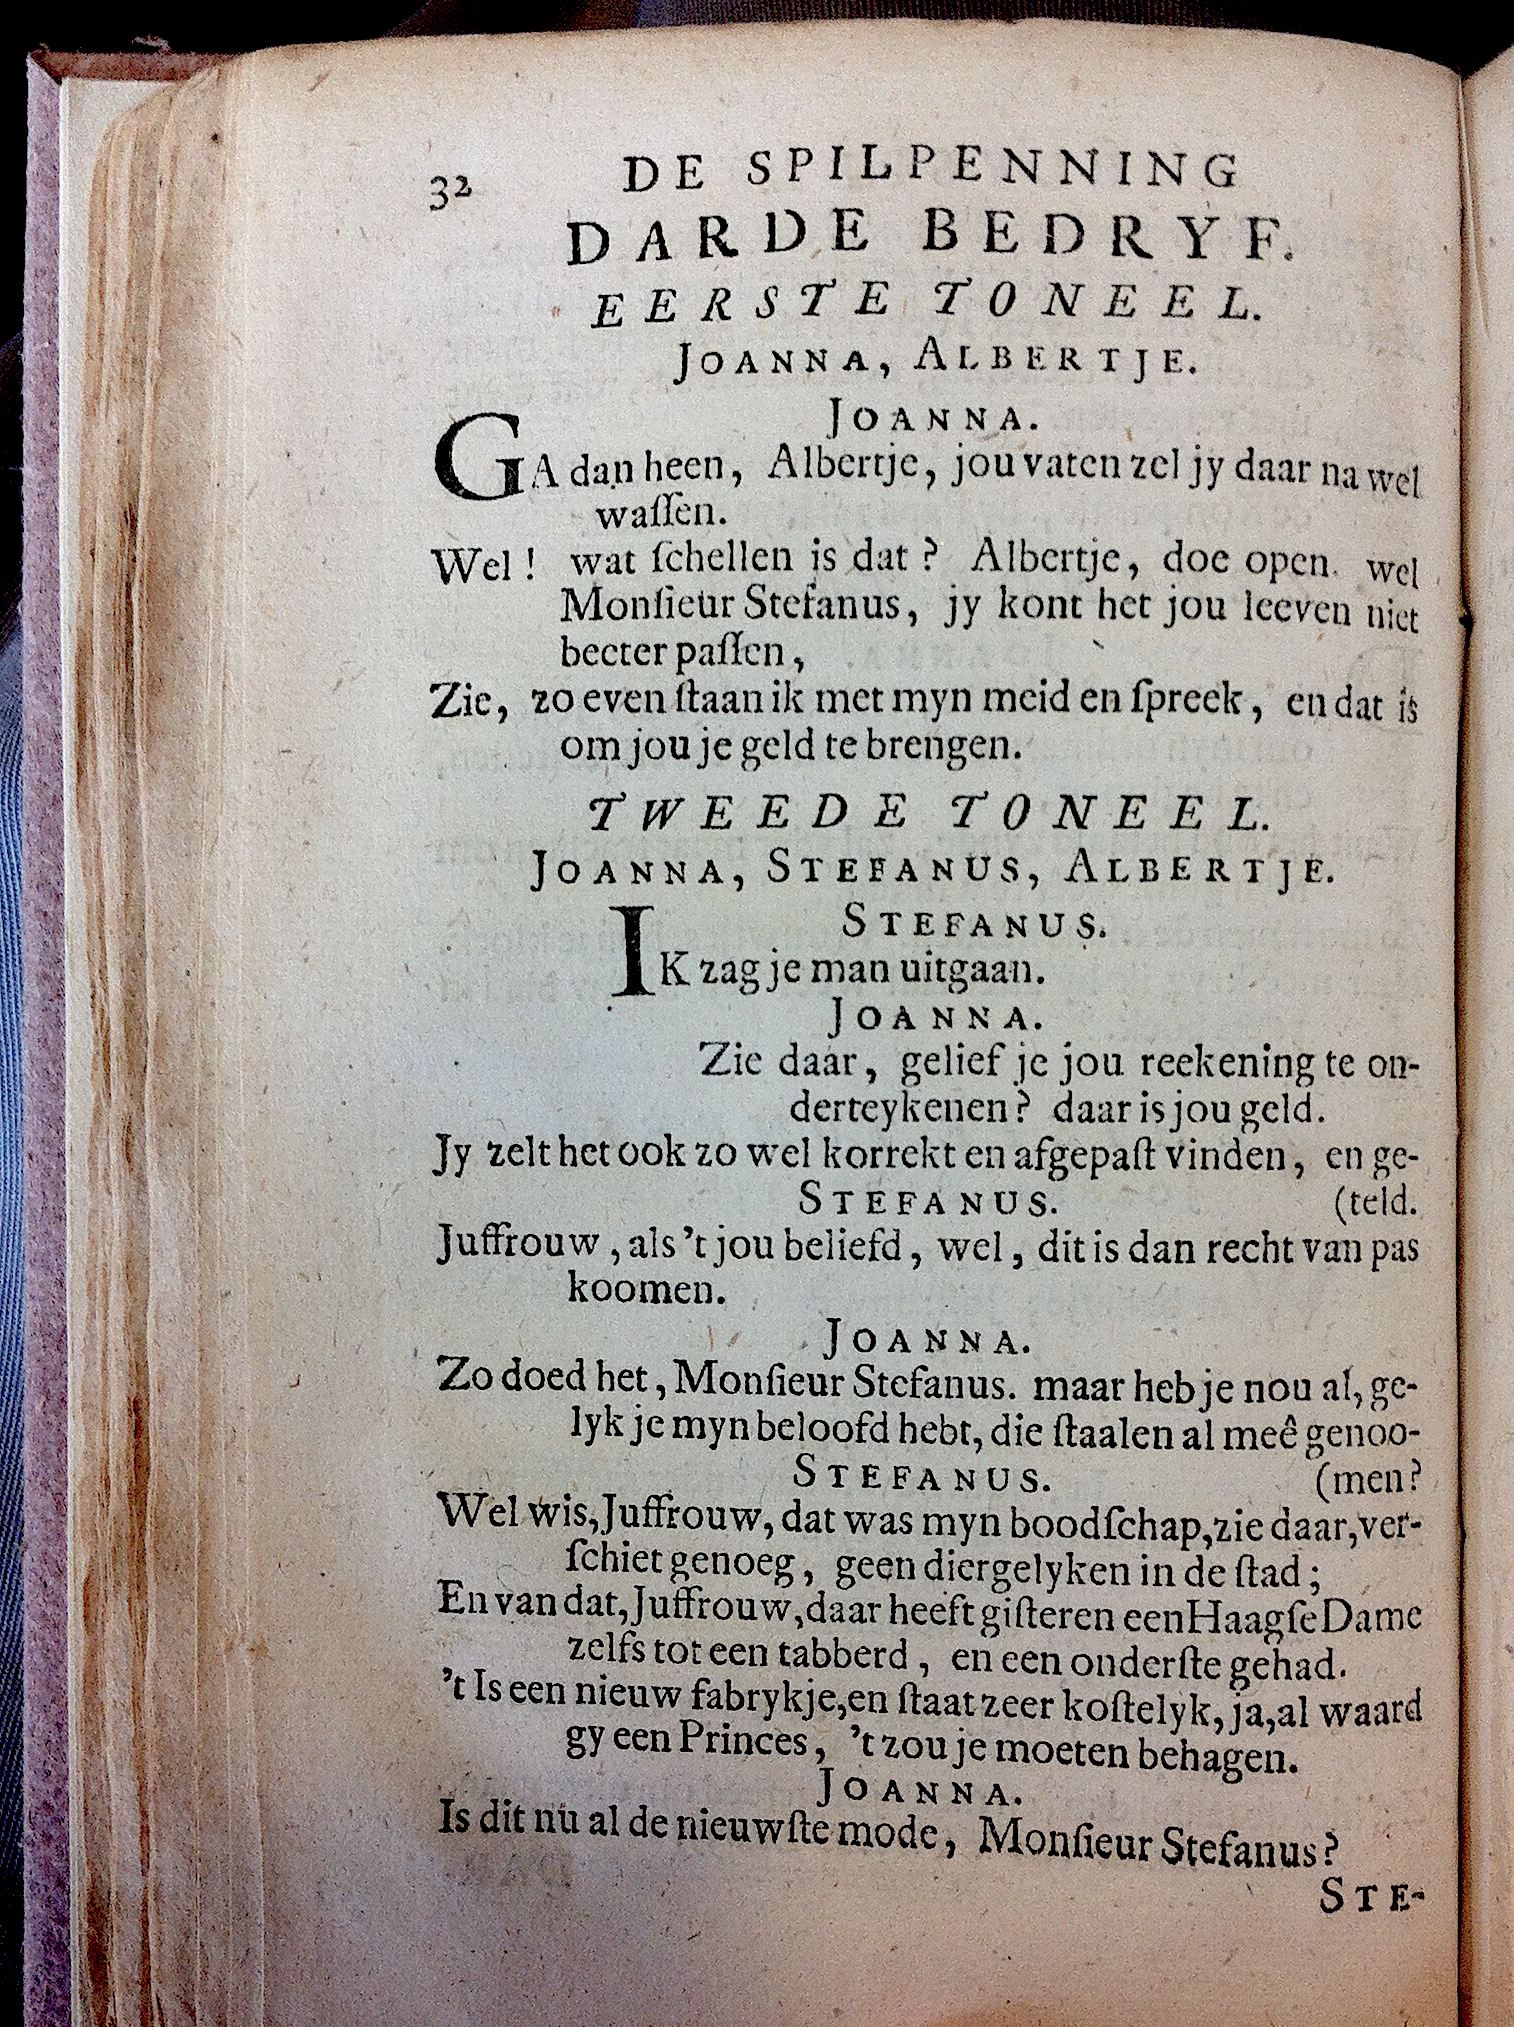 32 DE SPILPENNING
DARDE BEDRYF.
EERSTE TONEEL.
JOANNA, ALBERTJE.
JOANNA.
GA dan heen, Albertje, jou vaten zel jy daar na wel
waſſen.
Wel! wat ſchellen is dat? Albertje, doe open. wel
Monſieur Stefanus, jy kont het jou leeven niet
beeter paſſen,
Zie, zo even ſtaan ik met myn meid en ſpreek, en dat is
om jou je geld te brengen.
TWEEDE TONEEL.
JOANNA, STEFANUS, ALBERTJE.
STEFANUS.
IK zag je man uitgaan.
JOANNA.
Zie daar, gelief je jou reekening te on-
derteykenen? daar is jou geld.
Jy zelt het ook zo wel korrekt en afgepaſt vinden, en ge-
STEFANUS. (teld.
Juffrouw, als 't jou beliefd, wel, dit is dan recht van pas
koomen.
JOANNA.
Zo doed het, Monſieur Stefanus. maar heb je nou al, ge-
lyk je myn beloofd hebt, die ſtaalen al meê genoo-
STEFANUS. (men?
Wel wis, Juffrouw, dat was myn boodſchap, zie daar, ver-
ſchiet genoeg, geen diergelyken in de ſtad;
En van dat, Juffrouw, daar heeft giſteren een Haagſe Dame
zelfs tot een tabberd, en een onderſte gehad.
't Is een nieuw fabrykje, en ſtaat zeer koſtelyk, ja, al waard
gy een Princes, 't zou je moeten behagen.
JOANNA.
Is dit nu al de nieuwſte mode, Monſieur Stefanus?
STE-